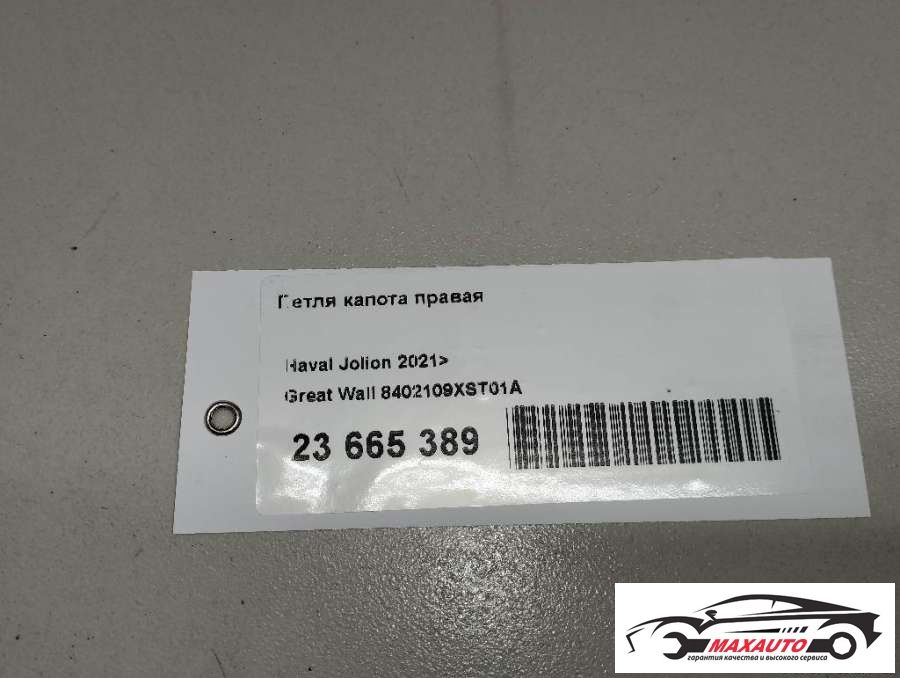 Петля капота правая
Haval Jolion 2021>
Great Wall 8402109XST01A
23 665 389
MAXAUTO
гарантия качества и высокого сервиса